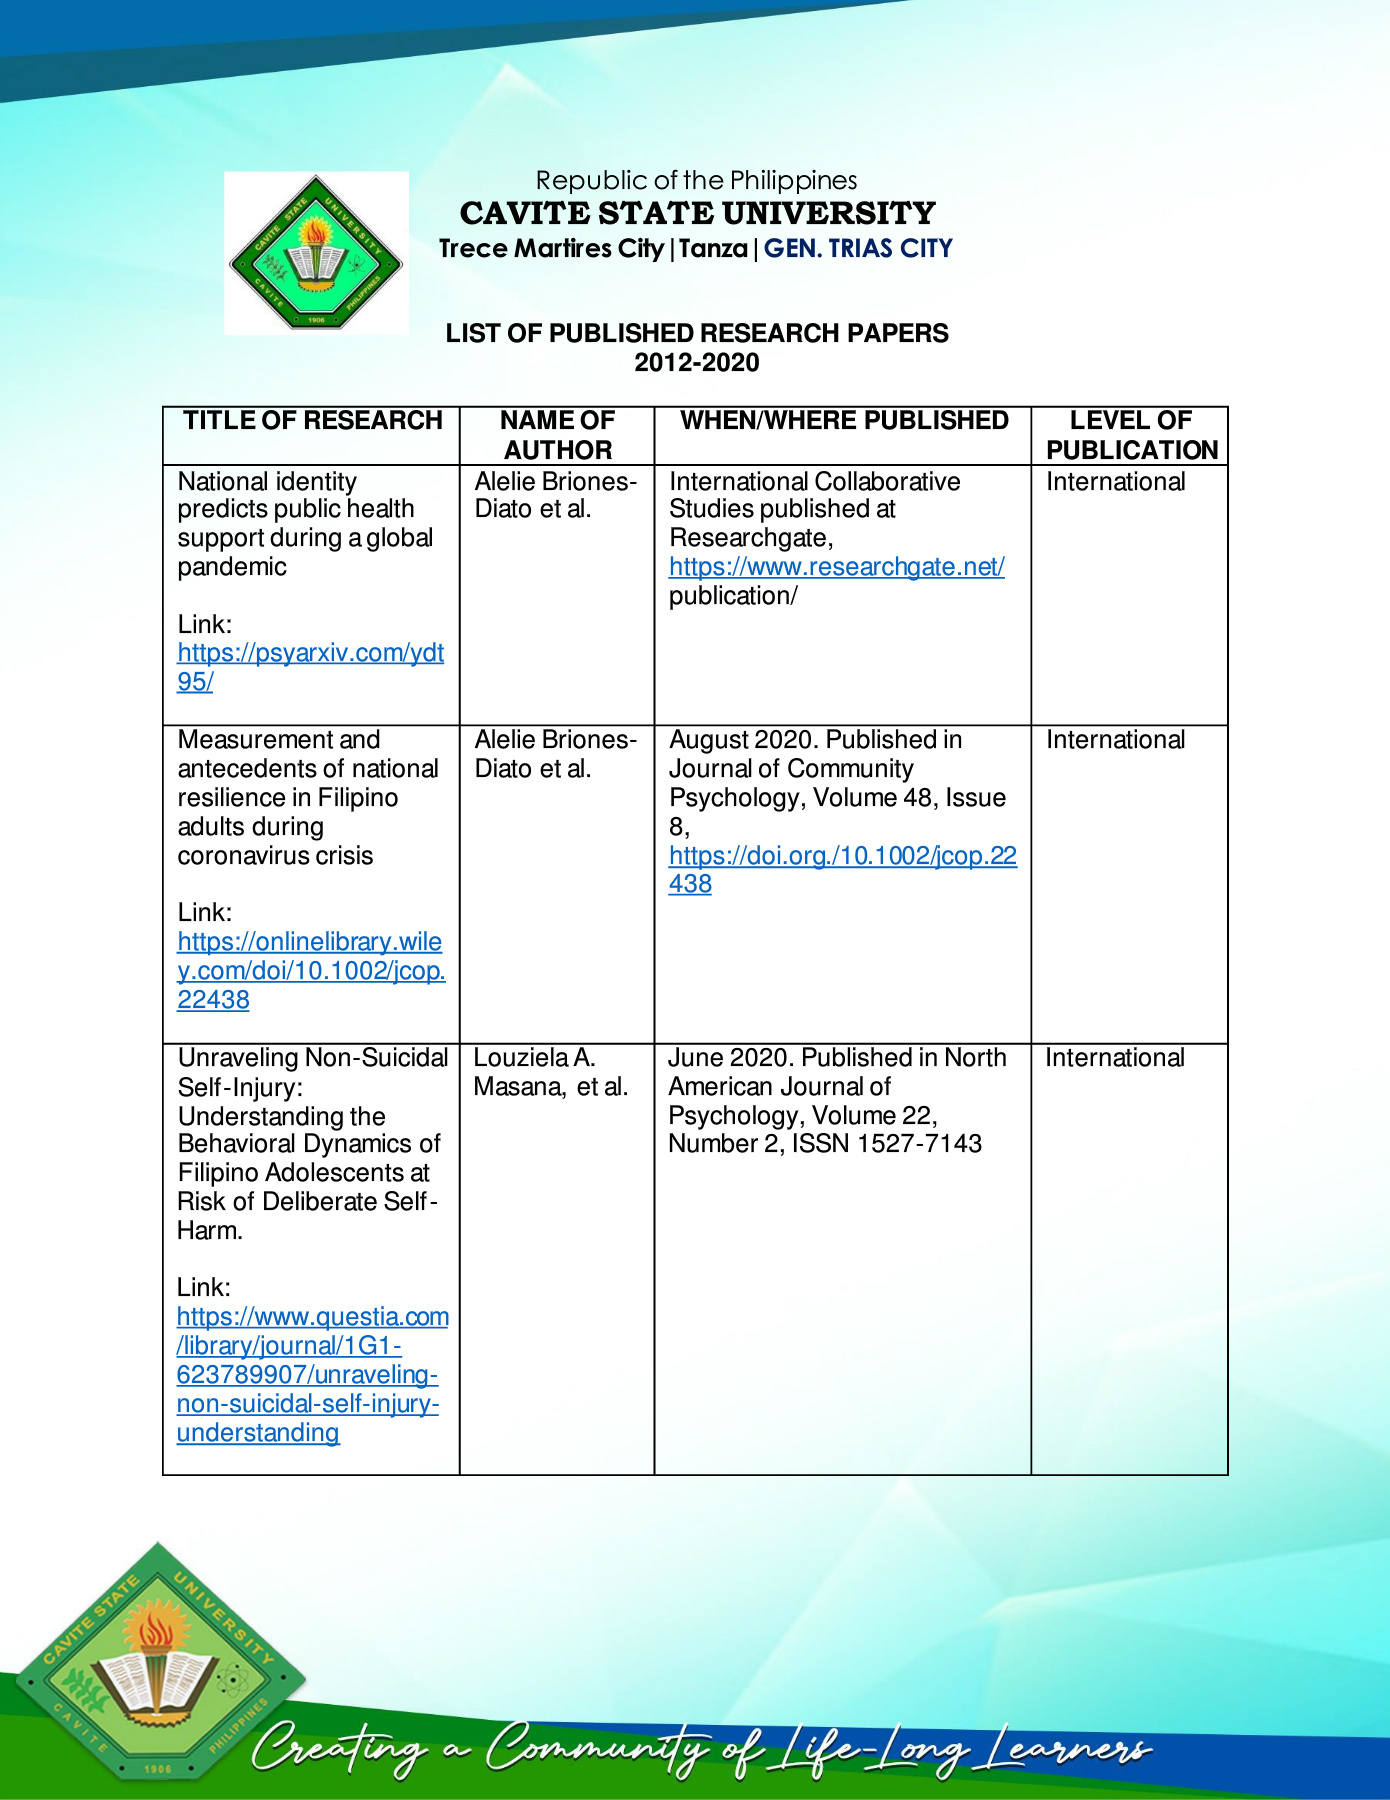 Republic of the Philippines
CAVITE STATE UNIVERSITY
Trece Martires City|Tanza|GEN. TRIAS CITY
CAVITE STATE UNIVERSITY
CAVITE PHILIPPINES
1906
LIST OF PUBLISHED RESEARCH PAPERS
2012-2020
TITLE OF RESEARCH
NAME OF
AUTHOR
WHEN/WHERE PUBLISHED
LEVEL OF
PUBLICATION
National identity
predicts public health
support during a global
pandemic
Link:
https://psyarxiv.com/ydt
95/
Alelie Briones-
Diato et al.
International Collaborative
Studies published at
Researchgate,
https://www.researchgate.net/
publication/
International
Measurement and
antecedents of national
resilience in Filipino
adults during
coronavirus crisis
Link:
https://onlinelibrary.wile
y.com/doi/10.1002/jcop.
22438
Alelie Briones-
Diato et al.
August 2020. Published in
Journal of Community
Psychology, Volume 48, Issue
8,
https://doi.org./10.1002/jcop.22
438
International
Unraveling Non-Suicidal
Self-Injury:
Understanding the
Behavioral Dynamics of
Filipino Adolescents at
Risk of Deliberate Self-
Harm.
Link:
https://www.questia.com
/library/journal/1G1-
623789907/unraveling-
non-suicidal-self-injury-
understanding
Louziela A.
Masana, et al.
June 2020. Published in North
American Journal of
Psychology, Volume 22,
Number 2, ISSN 1527-7143
International
CAVITE STATE UNIVERSITY
CAVITE PHILIPPINES
1906
Creating a Community of Life-Long Learners